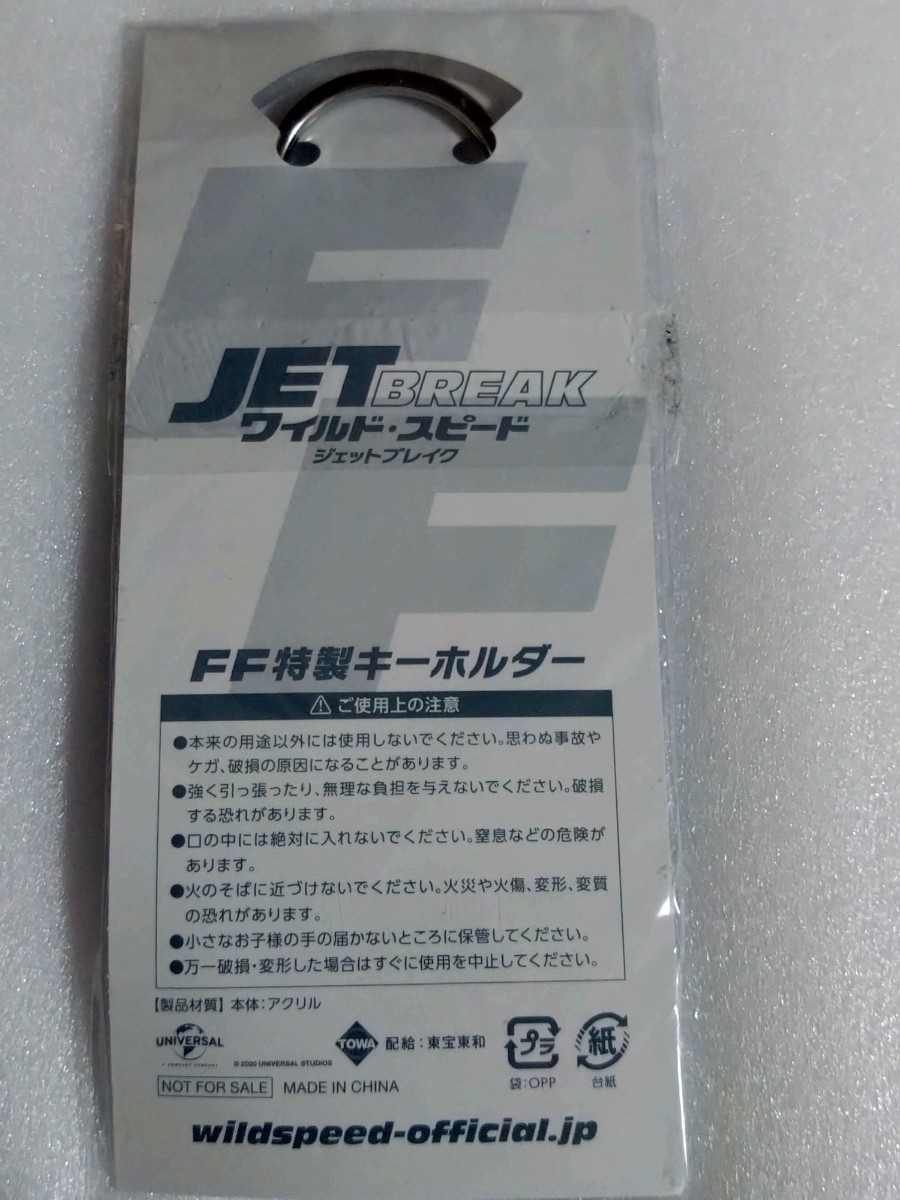 JET BREAK
ワイルド・スピード
ジェットブレイク
FF特製キーホルダー
⚠ご使用上の注意
●本来の用途以外には使用しないでください。思わぬ事故や
ケガ、破損の原因になることがあります。
●強く引っ張ったり、無理な負担を与えないでください。破損
する恐れがあります。
●口の中には絶対に入れないでください。窒息などの危険が
あります。
●火のそばに近づけないでください。火災や火傷、変形、変質
の恐れがあります。
●小さなお子様の手の届かないところに保管してください。
●万一破損・変形した場合はすぐに使用を中止してください。
【製品材質】本体：アクリル
UNIVERSAL
A COMCAST COMPANY
© 2020 UNIVERSAL STUDIOS
TOWA 配給：東宝東和
プラ
袋：OPP
紙
台紙
NOT FOR SALE MADE IN CHINA
wildspeed-official.jp